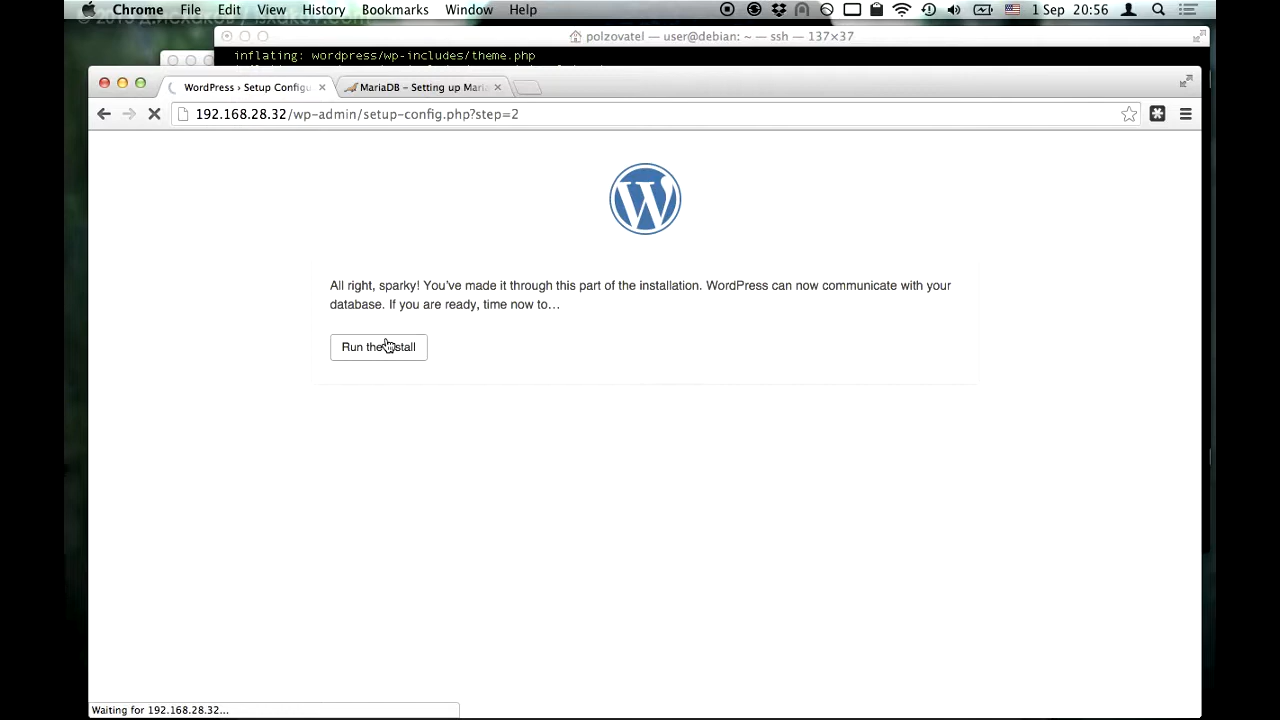 Chrome File Edit View History Bookmarks Window Help 1 Sep 20:56
polzovatel — user@debian: ~ — ssh — 137×37
inflating: wordpress/wp-includes/theme.php
WordPress › Setup Configu
MariaDB – Setting up Maria
192.168.28.32/wp-admin/setup-config.php?step=2
All right, sparky! You've made it through this part of the installation. WordPress can now communicate with your
database. If you are ready, time now to…
Run the install
Waiting for 192.168.28.32...